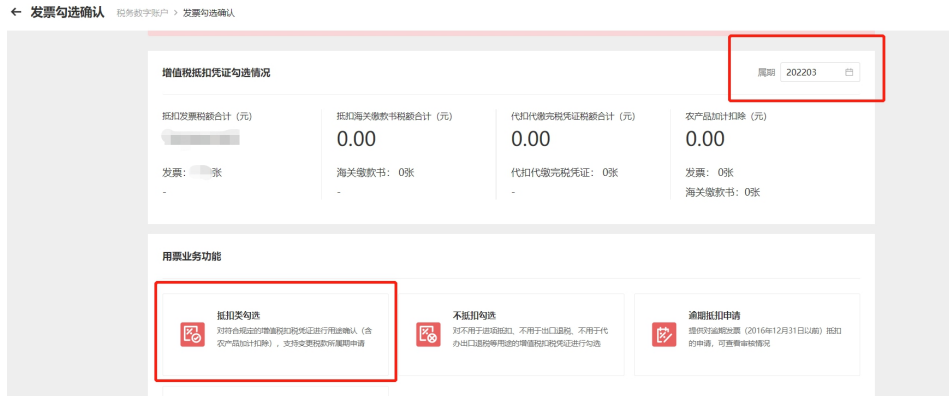 ← 发票勾选确认 税务数字账户 > 发票勾选确认
增值税抵扣凭证勾选情况
属期 202203
抵扣发票税额合计（元）
抵扣海关缴款书税额合计（元）
代扣代缴完税凭证税额合计（元）
农产品加计扣除（元）
0.00
0.00
0.00
发票： 张
海关缴款书： 0张
代扣代缴完税凭证： 0张
发票： 0张
-
-
-
海关缴款书：0张
用票业务功能
抵扣类勾选
对符合规定的增值税扣税凭证进行用途确认（含
农产品加计扣除），支持变更税款所属期申请
不抵扣勾选
对不用于进项抵扣、不用于出口退税、不用于代
办出口退税等用途的增值税扣税凭证进行勾选
逾期抵扣申请
提供对逾期发票（2016年12月31日以前）抵扣
的申请，可查看审核情况